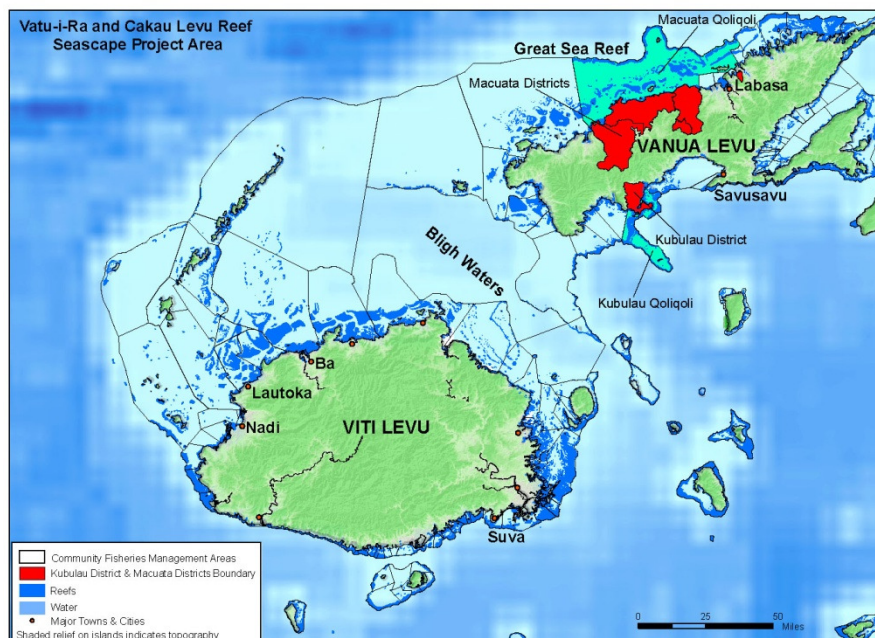 Vatu-i-Ra and Cakau Levu Reef
Seascape Project Area
Macuata Qoliqoli
Great Sea Reef
Macuata Districts
Labasa
VANUA LEVU
Savusavu
Kubulau District
Bligh Waters
Kubulau Qoliqoli
Ba
Lautoka
Nadi
VITI LEVU
Suva
Community Fisheries Management Areas
Kubulau District & Macuata Districts Boundary
Reefs
Water
Major Towns & Cities
Shaded relief on islands indicates topography
0 12.5 25 50
Miles